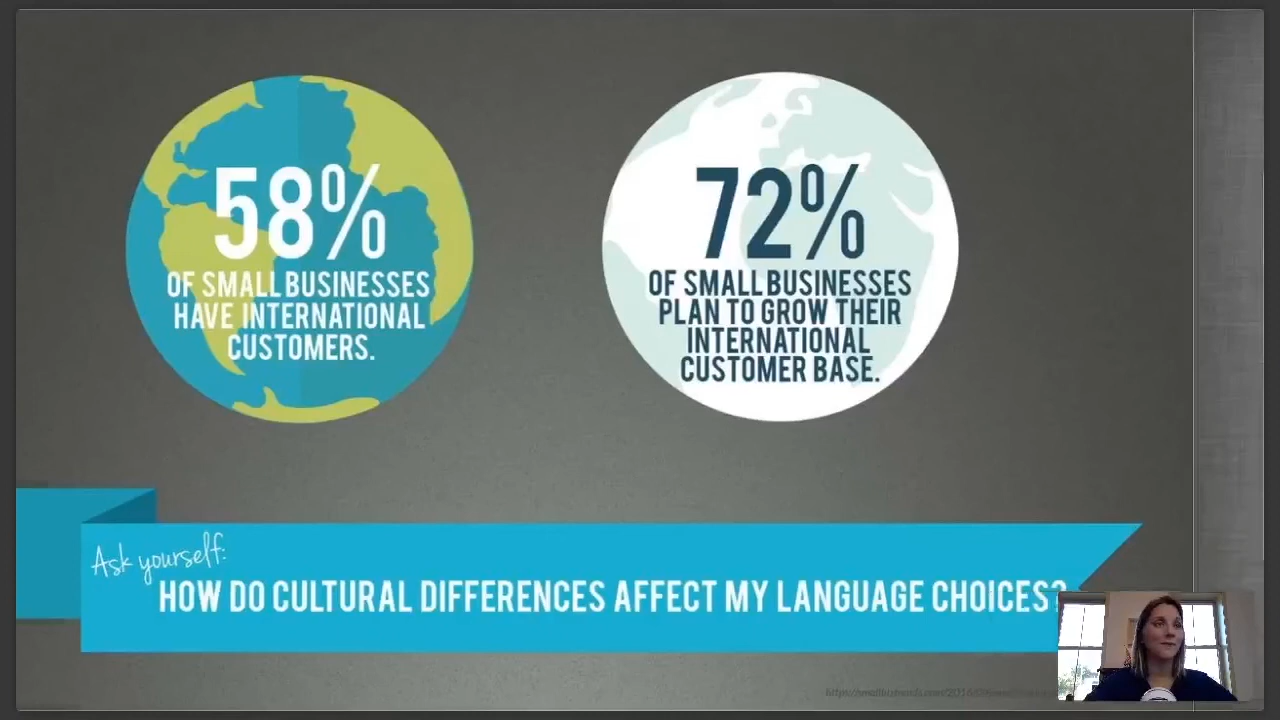 58%
OF SMALL BUSINESSES
HAVE INTERNATIONAL
CUSTOMERS.
72%
OF SMALL BUSINESSES
PLAN TO GROW THEIR
INTERNATIONAL
CUSTOMER BASE.
Ask yourself:
HOW DO CULTURAL DIFFERENCES AFFECT MY LANGUAGE CHOICES?